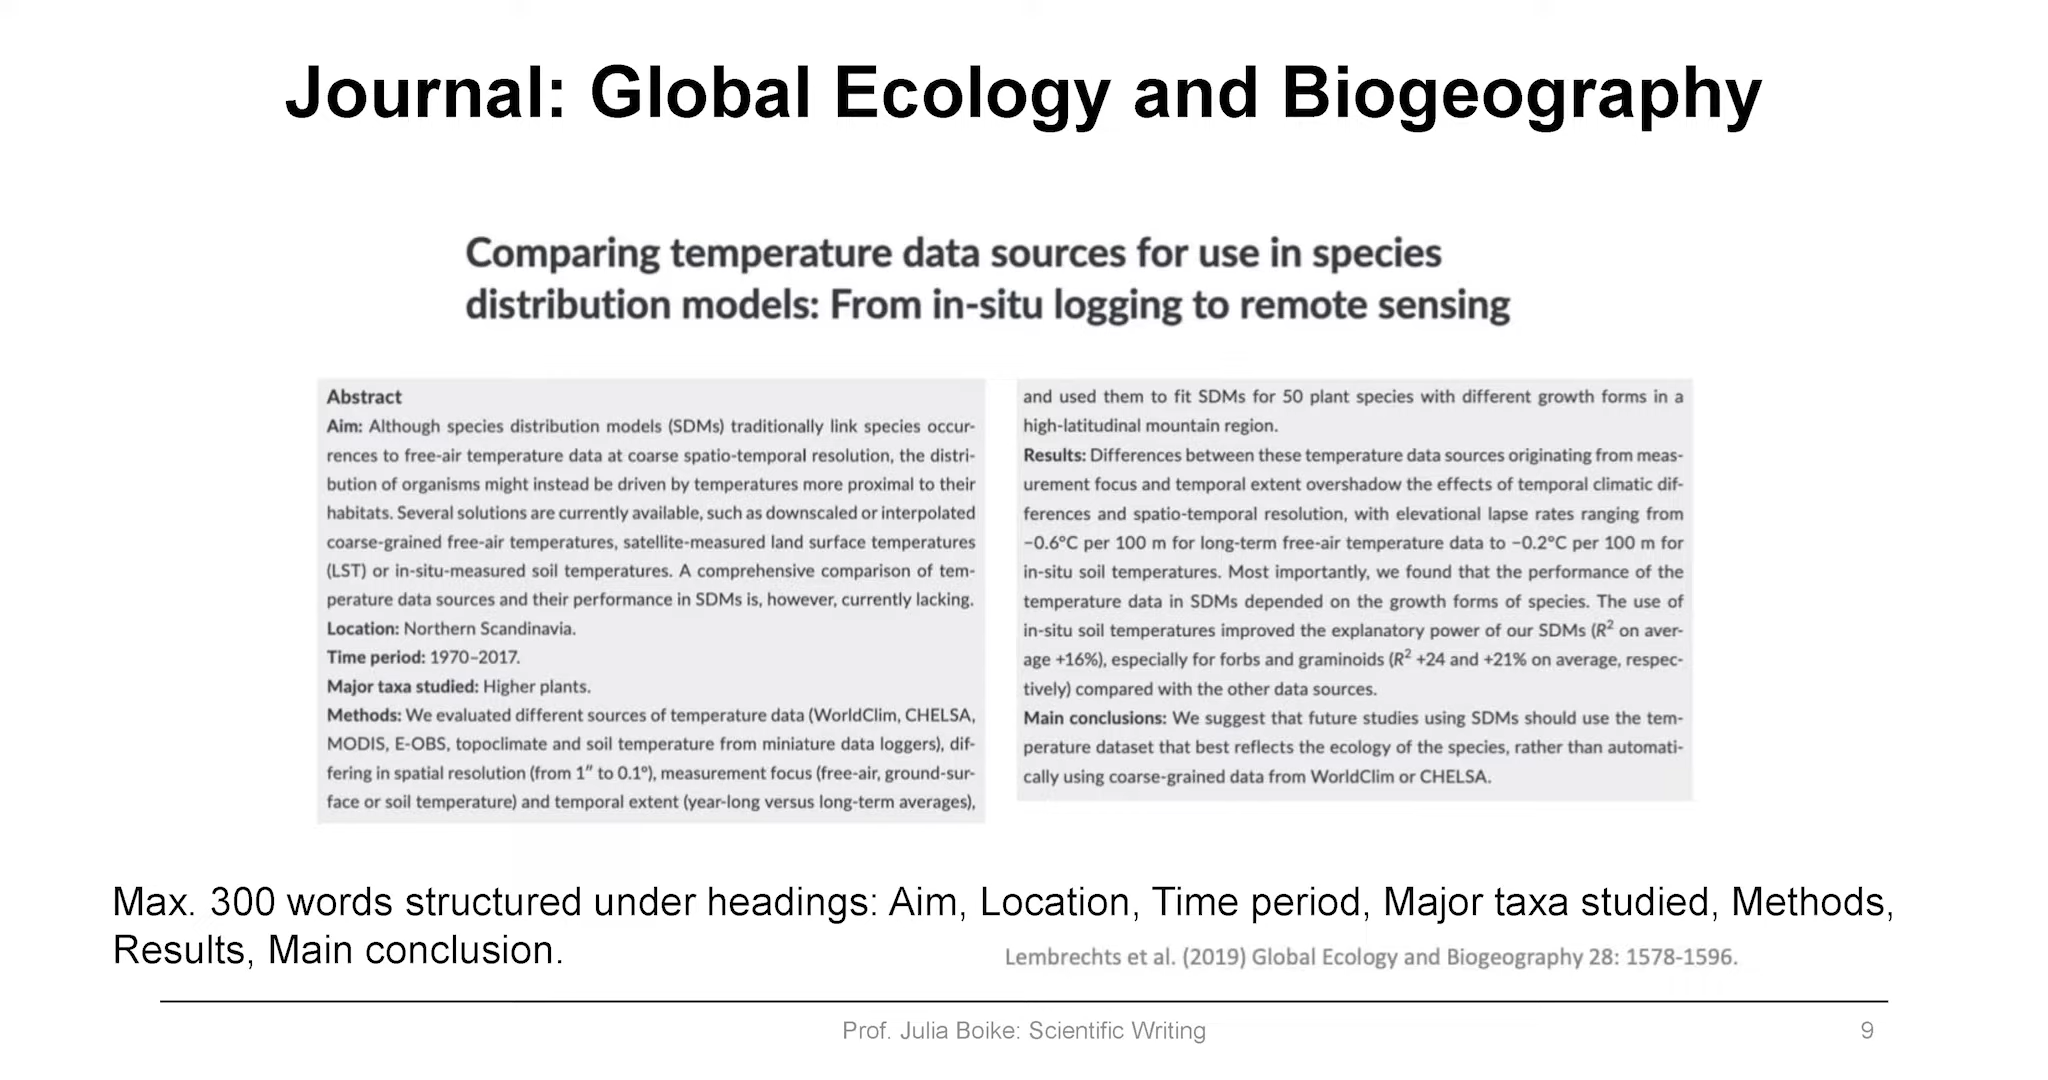 Journal: Global Ecology and Biogeography
Comparing temperature data sources for use in species
distribution models: From in-situ logging to remote sensing
Abstract
Aim: Although species distribution models (SDMs) traditionally link species occur-
rences to free-air temperature data at coarse spatio-temporal resolution, the distri-
bution of organisms might instead be driven by temperatures more proximal to their
habitats. Several solutions are currently available, such as downscaled or interpolated
coarse-grained free-air temperatures, satellite-measured land surface temperatures
(LST) or in-situ-measured soil temperatures. A comprehensive comparison of tem-
perature data sources and their performance in SDMs is, however, currently lacking.
Location: Northern Scandinavia.
Time period: 1970–2017.
Major taxa studied: Higher plants.
Methods: We evaluated different sources of temperature data (WorldClim, CHELSA,
MODIS, E-OBS, topoclimate and soil temperature from miniature data loggers), dif-
fering in spatial resolution (from 1″ to 0.1°), measurement focus (free-air, ground-sur-
face or soil temperature) and temporal extent (year-long versus long-term averages),
and used them to fit SDMs for 50 plant species with different growth forms in a
high-latitudinal mountain region.
Results: Differences between these temperature data sources originating from meas-
urement focus and temporal extent overshadow the effects of temporal climatic dif-
ferences and spatio-temporal resolution, with elevational lapse rates ranging from
−0.6°C per 100 m for long-term free-air temperature data to −0.2°C per 100 m for
in-situ soil temperatures. Most importantly, we found that the performance of the
temperature data in SDMs depended on the growth forms of species. The use of
in-situ soil temperatures improved the explanatory power of our SDMs (R² on aver-
age +16%), especially for forbs and graminoids (R² +24 and +21% on average, respec-
tively) compared with the other data sources.
Main conclusions: We suggest that future studies using SDMs should use the tem-
perature dataset that best reflects the ecology of the species, rather than automati-
cally using coarse-grained data from WorldClim or CHELSA.
Max. 300 words structured under headings: Aim, Location, Time period, Major taxa studied, Methods,
Results, Main conclusion.
Lembrechts et al. (2019) Global Ecology and Biogeography 28: 1578-1596.
Prof. Julia Boike: Scientific Writing
9